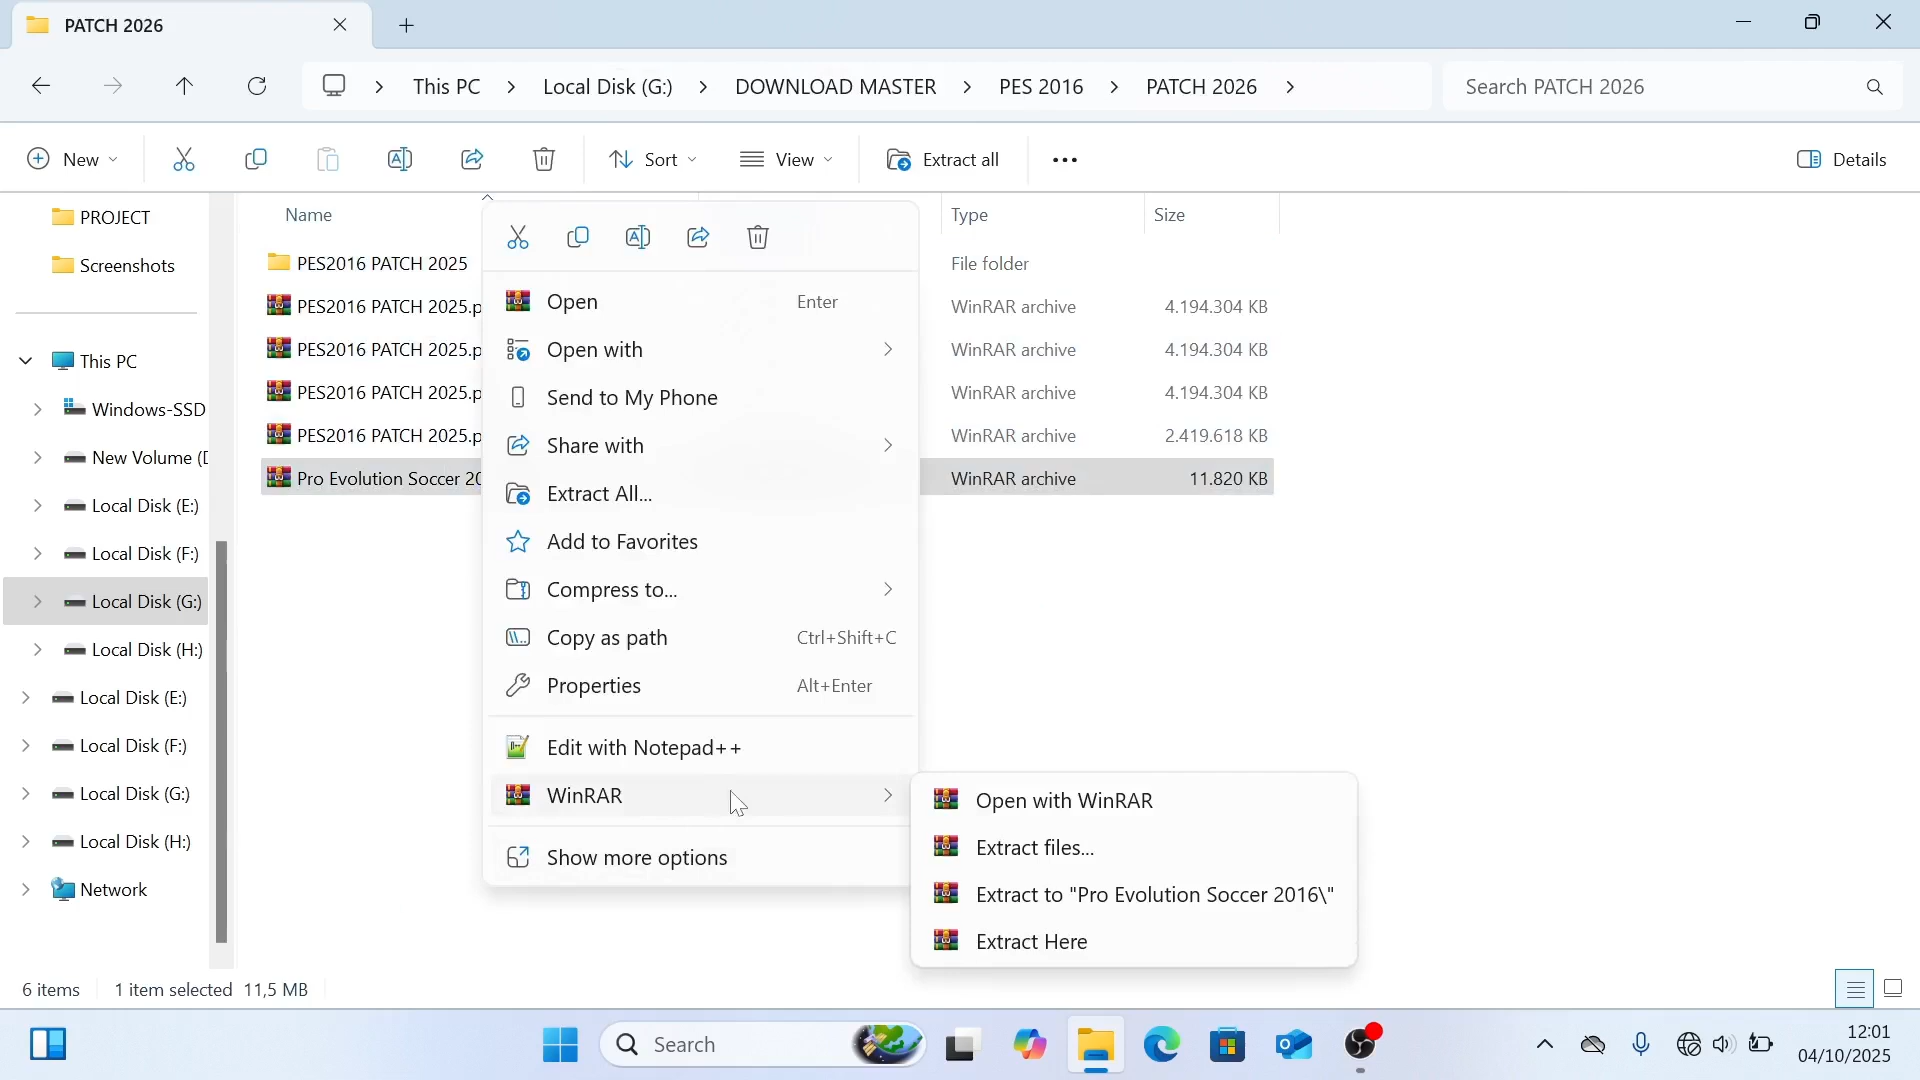 PATCH 2026
This PC
Local Disk (G:)
DOWNLOAD MASTER
PES 2016
PATCH 2026
Search PATCH 2026
New
Sort
View
Extract all
Details
PROJECT
Screenshots
This PC
Windows-SSD
New Volume (D
Local Disk (E:)
Local Disk (F:)
Local Disk (G:)
Local Disk (H:)
Local Disk (E:)
Local Disk (F:)
Local Disk (G:)
Local Disk (H:)
Network
Name Type Size
PES2016 PATCH 2025 File folder
PES2016 PATCH 2025.p WinRAR archive 4.194.304 KB
PES2016 PATCH 2025.p WinRAR archive 4.194.304 KB
PES2016 PATCH 2025.p WinRAR archive 4.194.304 KB
PES2016 PATCH 2025.p WinRAR archive 2.419.618 KB
Pro Evolution Soccer 20 WinRAR archive 11.820 KB
Open Enter
Open with
Send to My Phone
Share with
Extract All...
Add to Favorites
Compress to...
Copy as path Ctrl+Shift+C
Properties Alt+Enter
Edit with Notepad++
WinRAR
Show more options
Open with WinRAR
Extract files...
Extract to "Pro Evolution Soccer 2016\"
Extract Here
6 items 1 item selected 11,5 MB
Search
12:01
04/10/2025